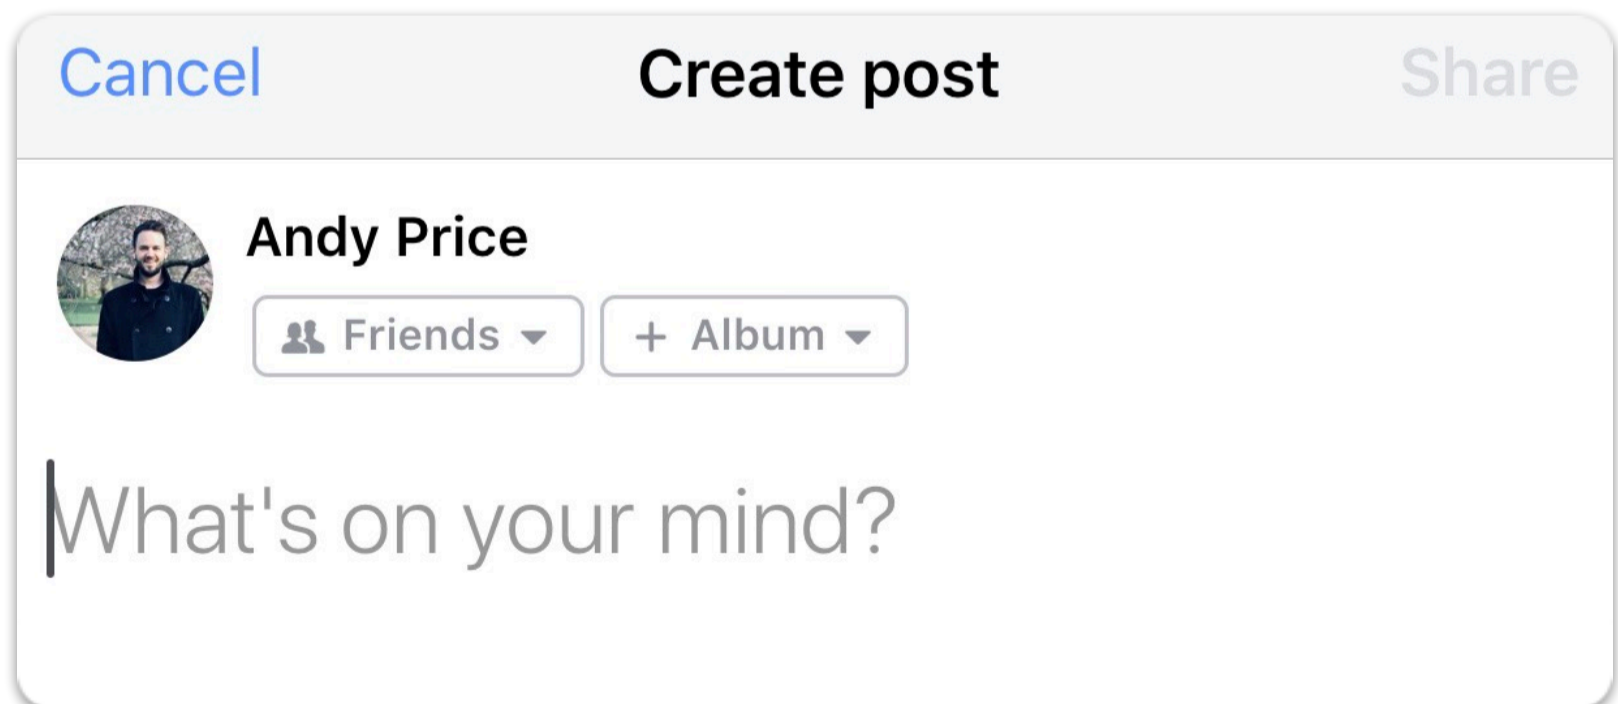 Cancel Create post Share
Andy Price
Friends + Album
What's on your mind?